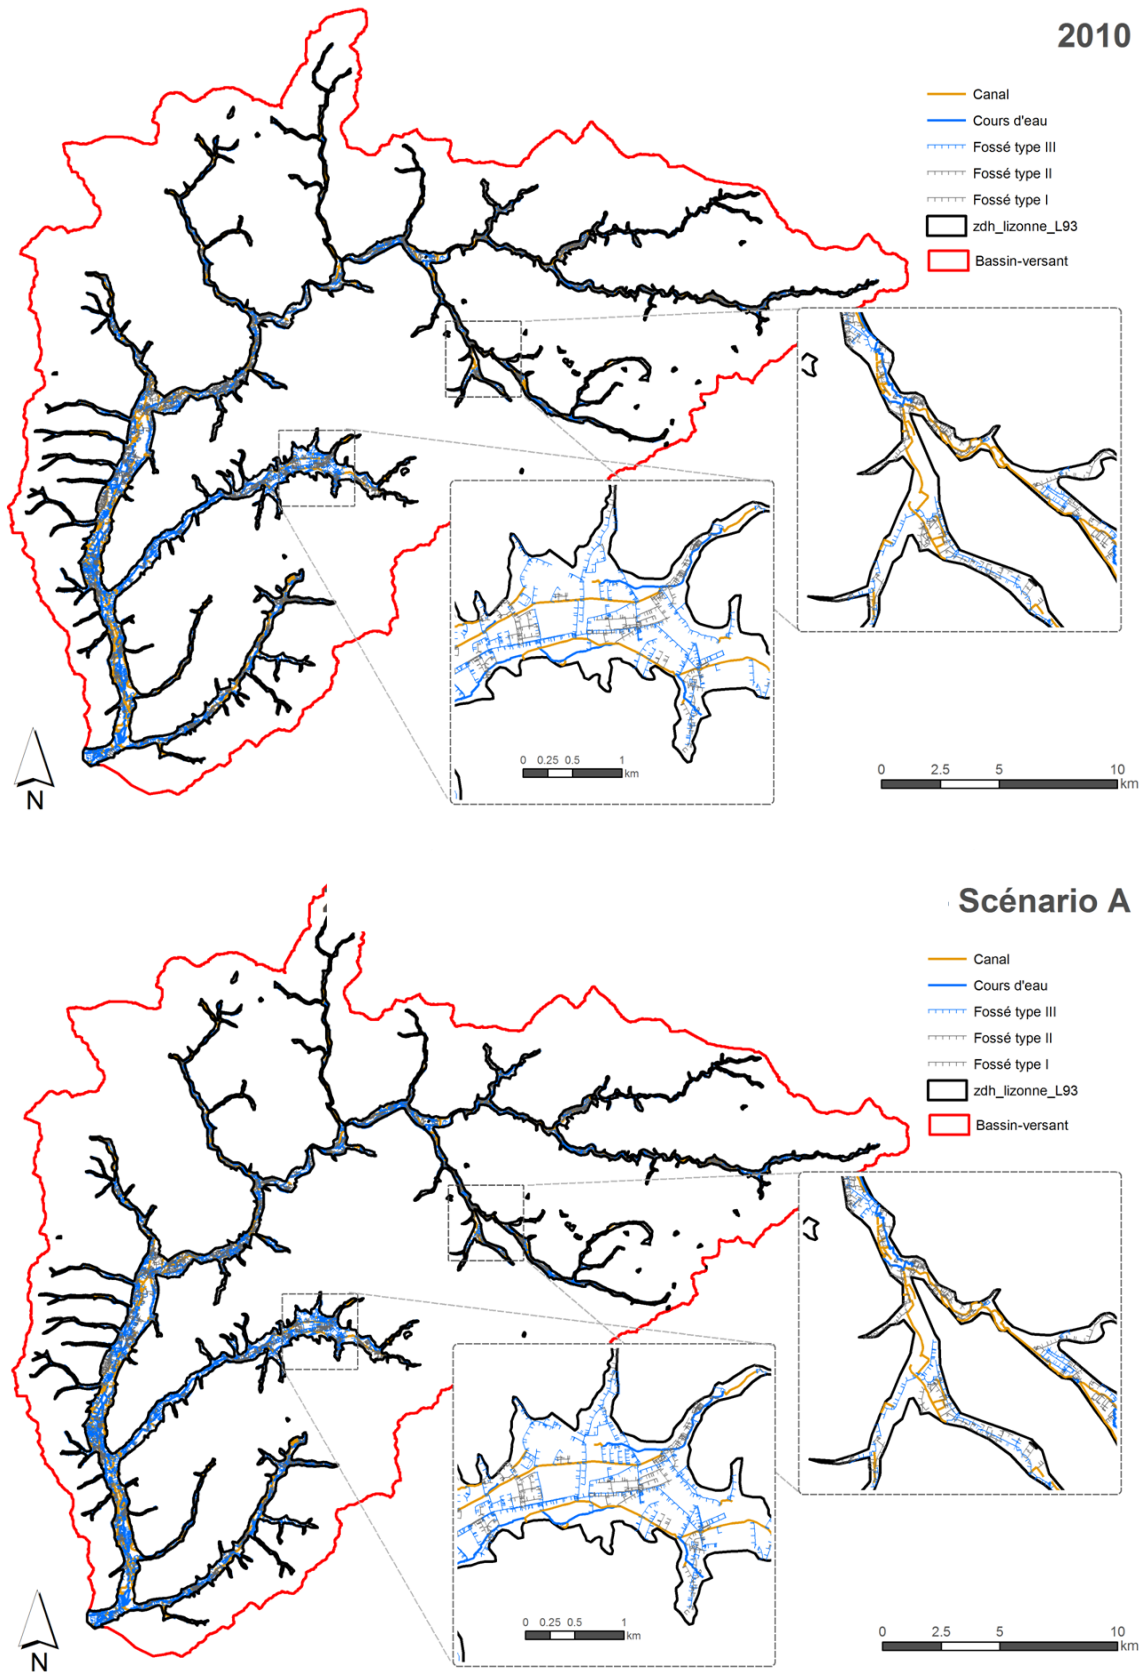 2010
Canal
Cours d'eau
Fossé type III
Fossé type II
Fossé type I
zdh_lizonne_L93
Bassin-versant
0 0.25 0.5 1
km
0 2.5 5 10
km
N
Scénario A
Canal
Cours d'eau
Fossé type III
Fossé type II
Fossé type I
zdh_lizonne_L93
Bassin-versant
0 0.25 0.5 1
km
0 2.5 5 10
km
N